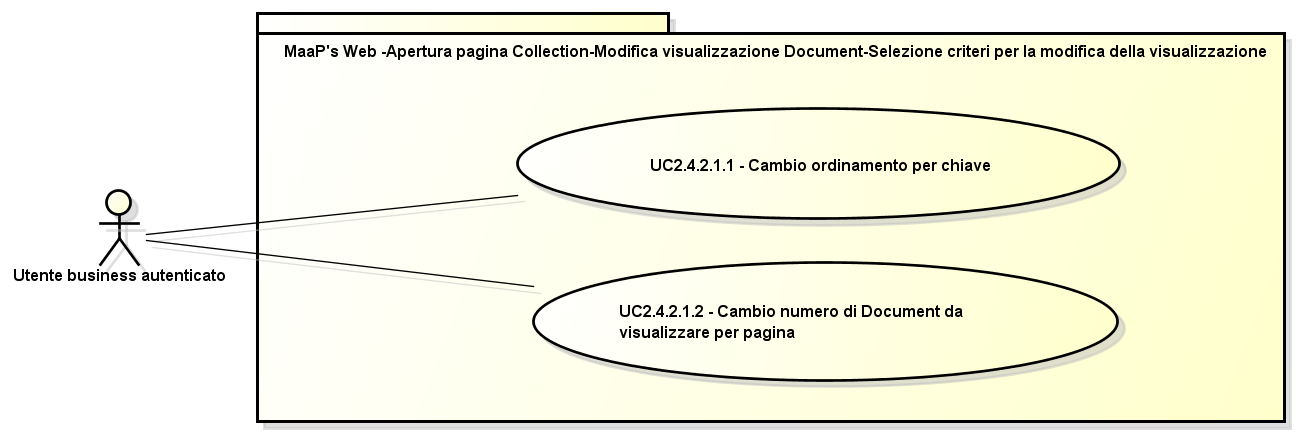 MaaP's Web -Apertura pagina Collection-Modifica visualizzazione Document-Selezione criteri per la modifica della visualizzazione
UC2.4.2.1.1 - Cambio ordinamento per chiave
Utente business autenticato
UC2.4.2.1.2 - Cambio numero di Document da
visualizzare per pagina